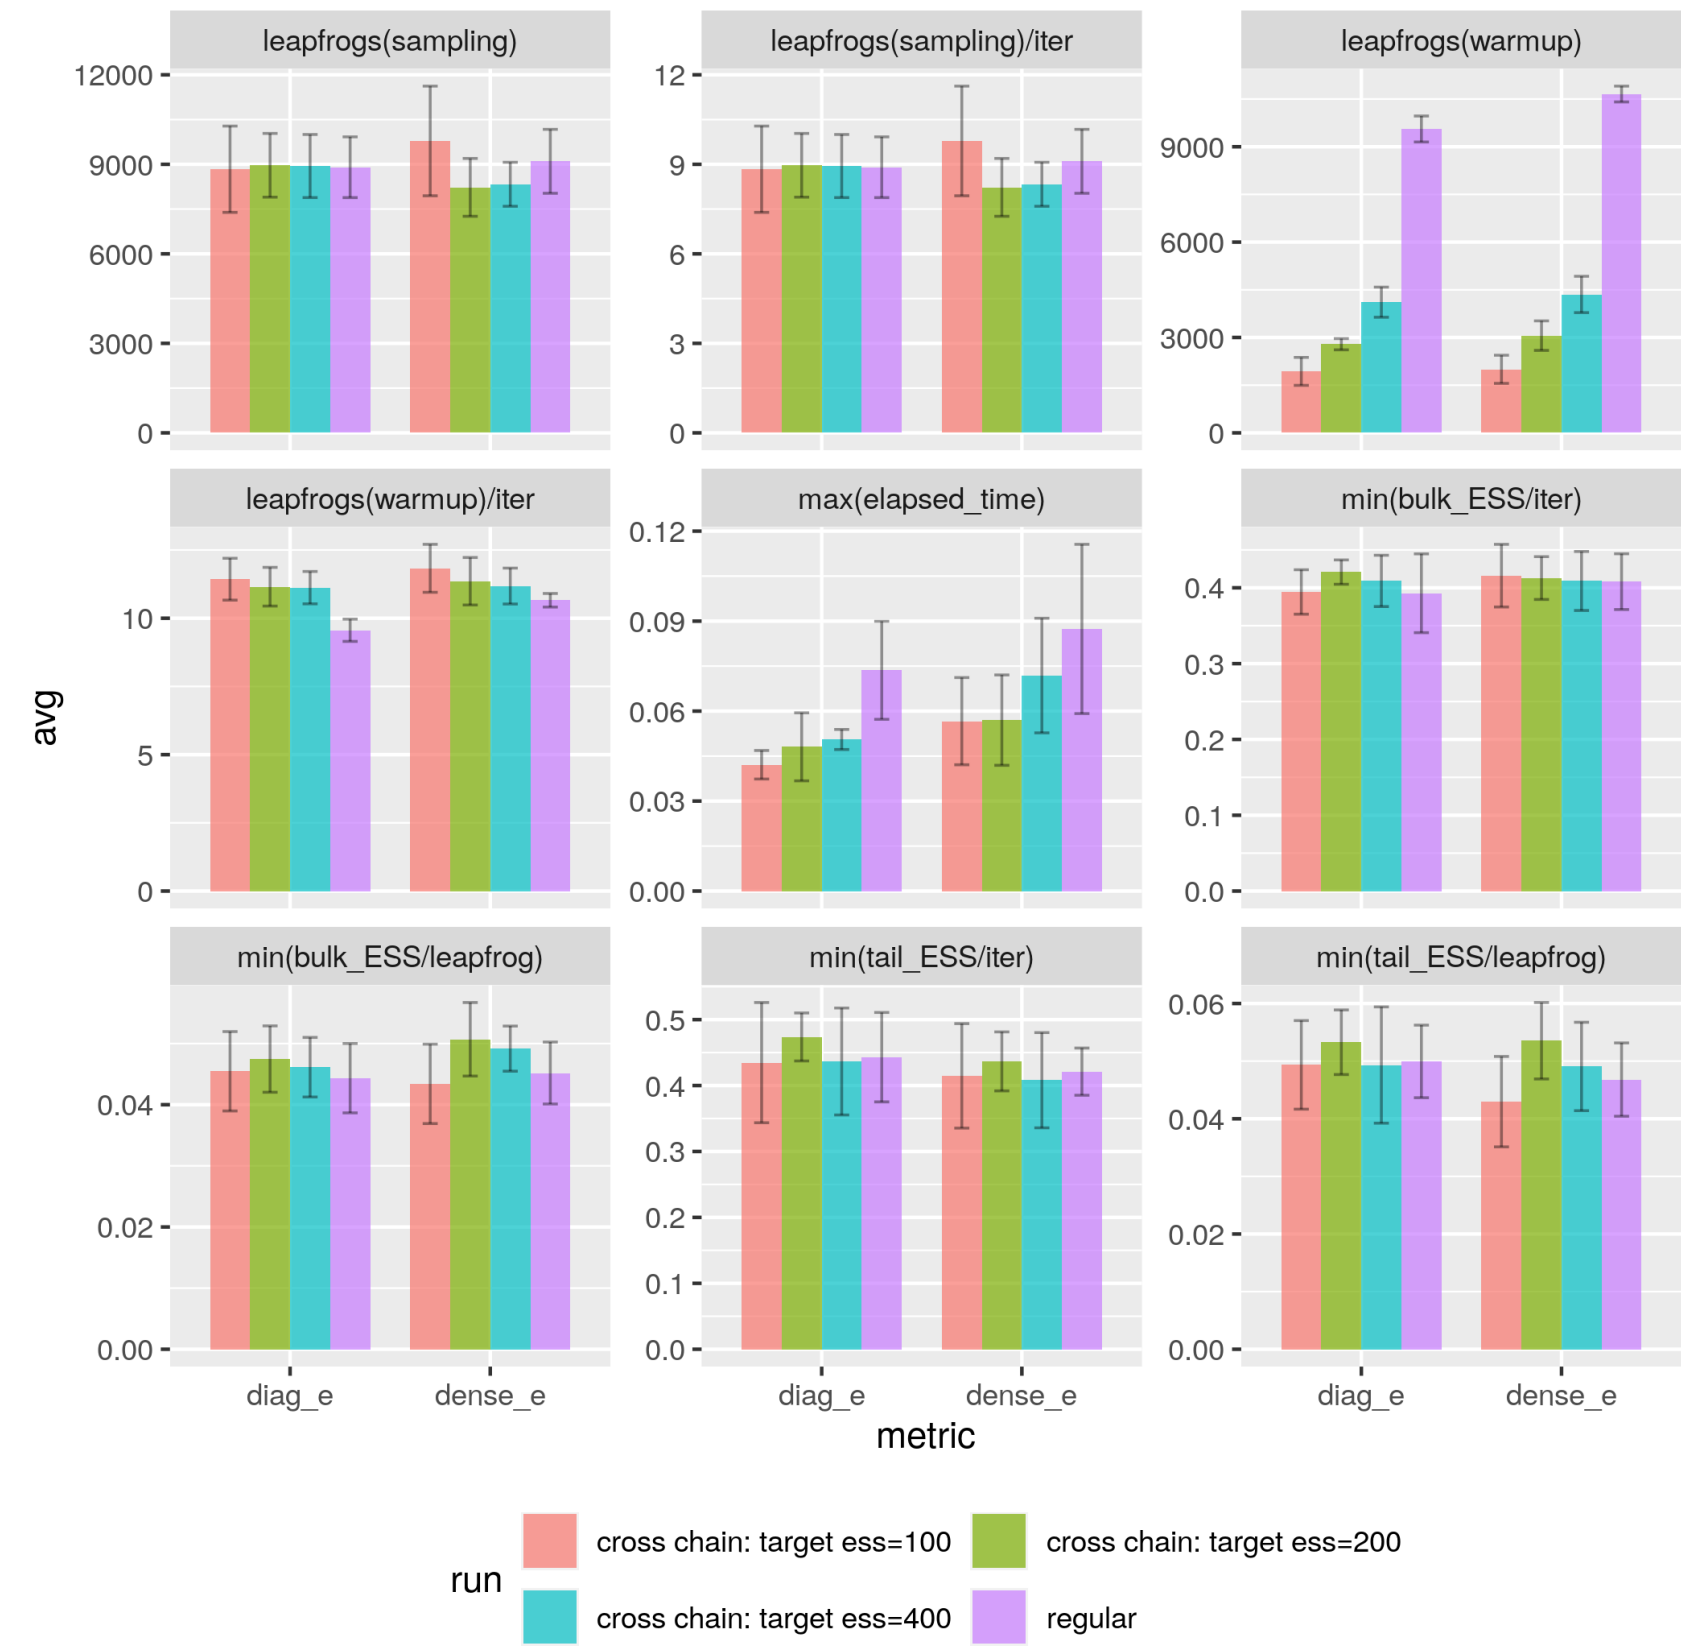 leapfrogs(sampling)
leapfrogs(sampling)/iter
leapfrogs(warmup)
12000
9000
6000
3000
0
12
9
6
3
0
9000
6000
3000
0
leapfrogs(warmup)/iter
max(elapsed_time)
min(bulk_ESS/iter)
10
5
0
0.12
0.09
0.06
0.03
0.00
0.4
0.3
0.2
0.1
0.0
avg
min(bulk_ESS/leapfrog)
min(tail_ESS/iter)
min(tail_ESS/leapfrog)
0.04
0.02
0.00
0.5
0.4
0.3
0.2
0.1
0.0
0.06
0.04
0.02
0.00
diag_e dense_e
diag_e dense_e
diag_e dense_e
metric
run
cross chain: target ess=100
cross chain: target ess=200
cross chain: target ess=400
regular